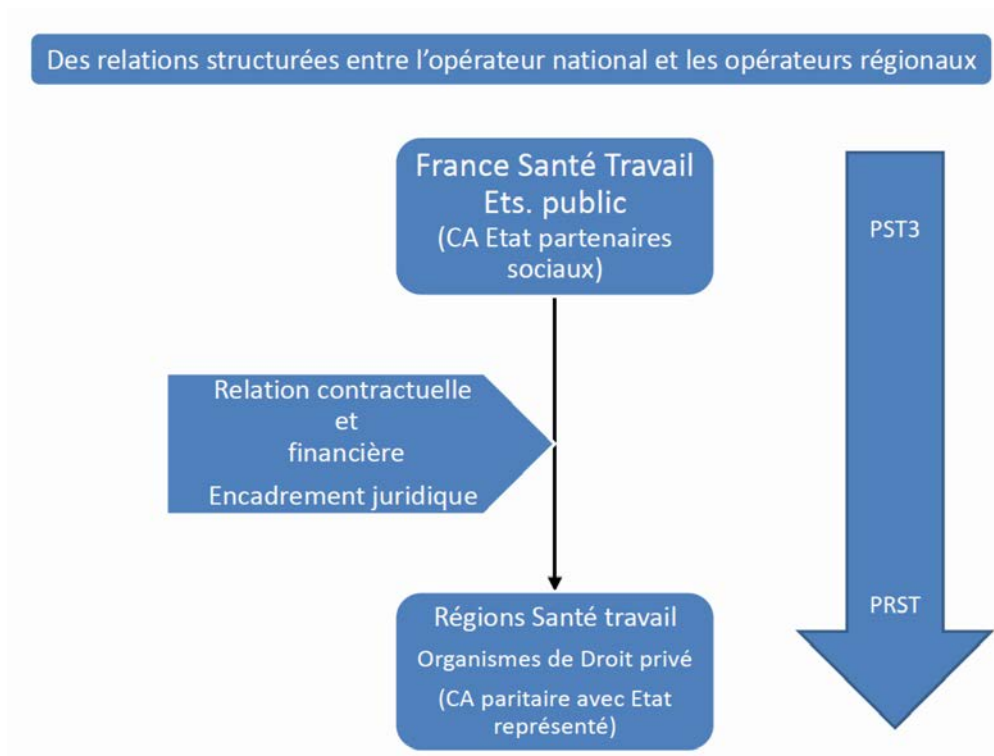 Des relations structurées entre l'opérateur national et les opérateurs régionaux
France Santé Travail
Ets. public
(CA Etat partenaires
sociaux)
PST3
Relation contractuelle
et
financière
Encadrement juridique
PRST
Régions Santé travail
Organismes de Droit privé
(CA paritaire avec Etat
représenté)